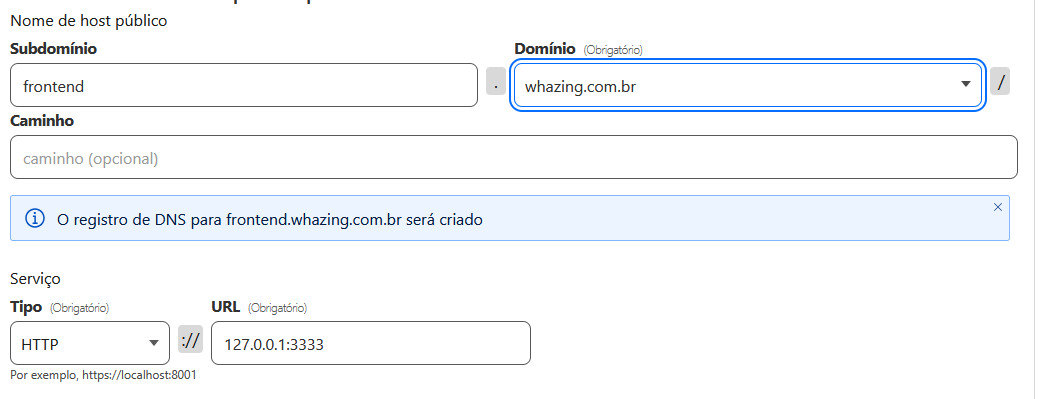 Nome de host público
Subdomínio
Domínio (Obrigatório)
frontend . whazing.com.br /
Caminho
caminho (opcional)
O registro de DNS para frontend.whazing.com.br será criado
Serviço
Tipo (Obrigatório)
URL (Obrigatório)
HTTP :// 127.0.0.1:3333
Por exemplo, https://localhost:8001